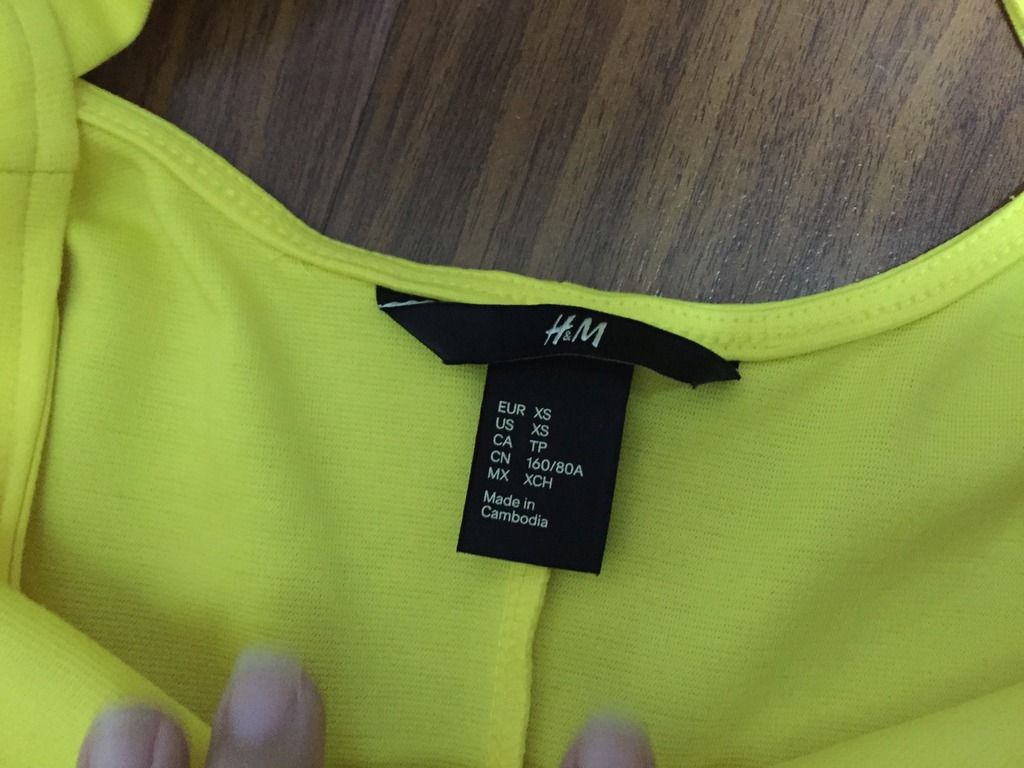 H&M
EUR XS
US XS
CA TP
CN 160/80A
MX XCH
Made in
Cambodia